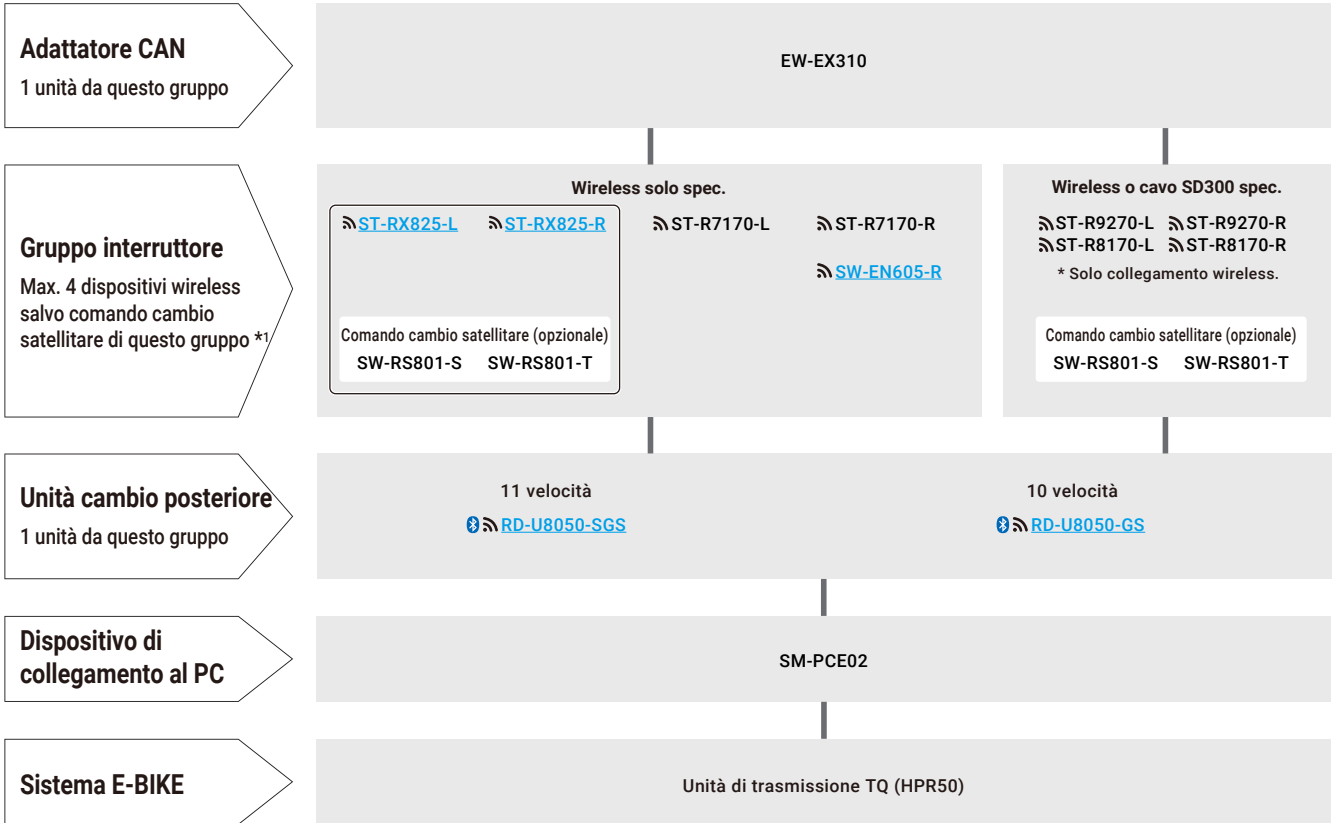 Adattatore CAN
1 unità da questo gruppo
EW-EX310
Gruppo interruttore
Max. 4 dispositivi wireless
salvo comando cambio
satellitare di questo gruppo *1
Wireless solo spec.
ST-RX825-L ST-RX825-R ST-R7170-L ST-R7170-R
SW-EN605-R
Comando cambio satellitare (opzionale)
SW-RS801-S SW-RS801-T
Wireless o cavo SD300 spec.
ST-R9270-L ST-R9270-R
ST-R8170-L ST-R8170-R
* Solo collegamento wireless.
Comando cambio satellitare (opzionale)
SW-RS801-S SW-RS801-T
Unità cambio posteriore
1 unità da questo gruppo
11 velocità
RD-U8050-SGS
10 velocità
RD-U8050-GS
Dispositivo di
collegamento al PC
SM-PCE02
Sistema E-BIKE
Unità di trasmissione TQ (HPR50)